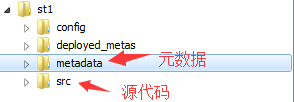 st1
config
deployed_metas
metadata 元数据
src 源代码